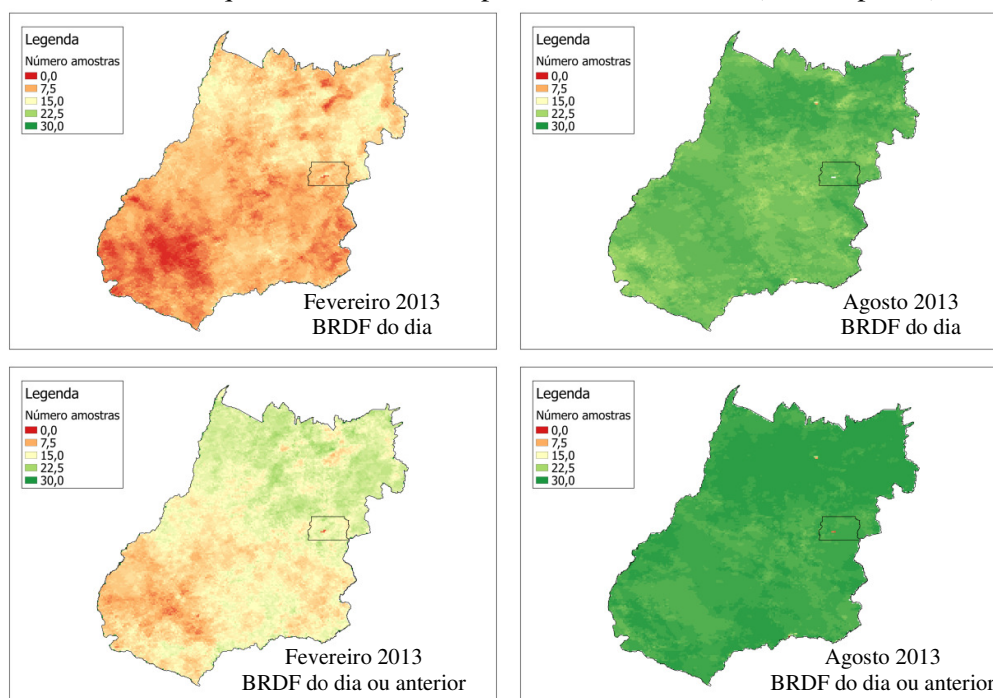 Legenda
Número amostras
0,0
7,5
15,0
22,5
30,0
Fevereiro 2013
BRDF do dia
Legenda
Número amostras
0,0
7,5
15,0
22,5
30,0
Agosto 2013
BRDF do dia
Legenda
Número amostras
0,0
7,5
15,0
22,5
30,0
Fevereiro 2013
BRDF do dia ou anterior
Legenda
Número amostras
0,0
7,5
15,0
22,5
30,0
Agosto 2013
BRDF do dia ou anterior